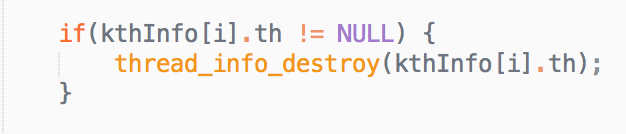 if(kthInfo[i].th != NULL) {
    thread_info_destroy(kthInfo[i].th);
}